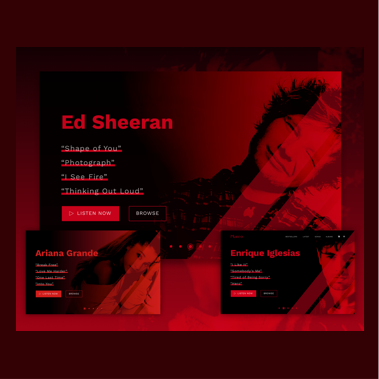 Ed Sheeran
"Shape of You"
"Photograph"
"I See Fire"
"Thinking Out Loud"
▷ LISTEN NOW
BROWSE
Ariana Grande
"Break Free"
"Love Me Harder"
"One Last Time"
"Into You"
LISTEN NOW
BROWSE
Enrique Iglesias
"I Like It"
"Somebody's Me"
"Tired of Being Sorry"
"Hero"
LISTEN NOW
BROWSE